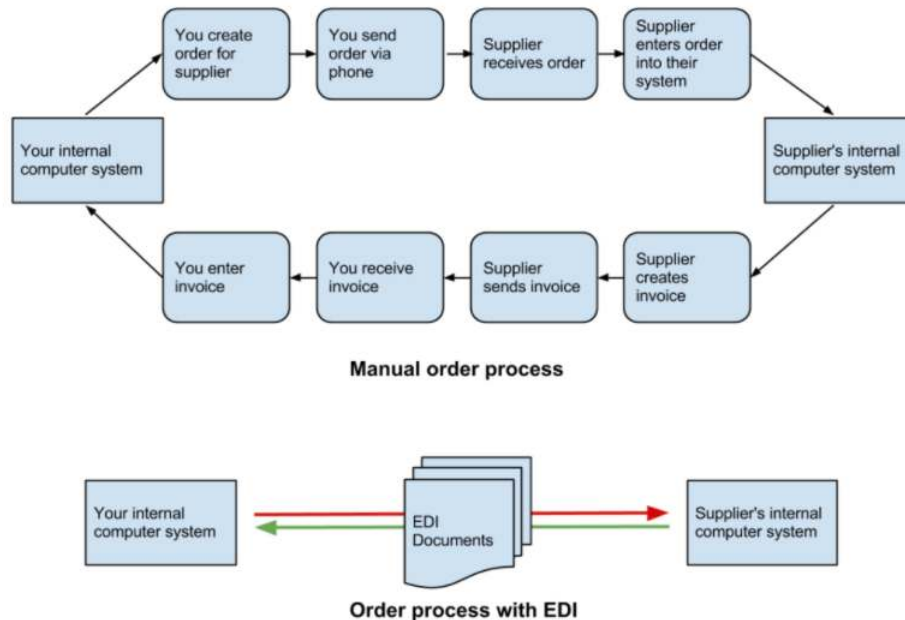 You create
order for
supplier
You send
order via
phone
Supplier
receives order
Supplier
enters order
into their
system
Your internal
computer system
Supplier's internal
computer system
You enter
invoice
You receive
invoice
Supplier
sends invoice
Supplier
creates
invoice
Manual order process
Your internal
computer system
EDI
Documents
Supplier's internal
computer system
Order process with EDI